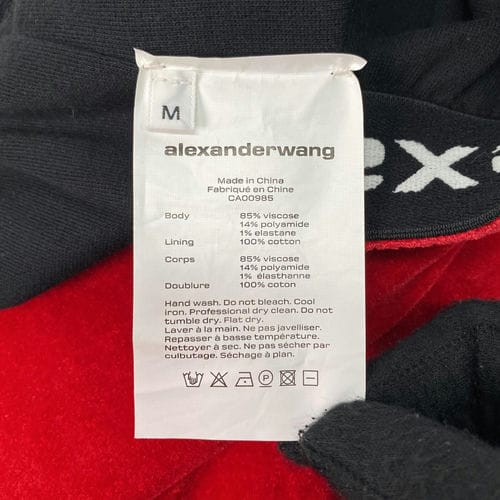 M
alexanderwang
Made in China
Fabriqué en Chine
CA00985
Body 85% viscose
14% polyamide
1% elastane
Lining 100% cotton
Corps 85% viscose
14% polyamide
1% élasthanne
Doublure 100% coton
Hand wash. Do not bleach. Cool
iron. Professional dry clean. Do not
tumble dry. Flat dry.
Laver à la main. Ne pas javelliser.
Repasser à basse température.
Nettoyer à sec. Ne pas sécher par
culbutage. Séchage à plan.
P